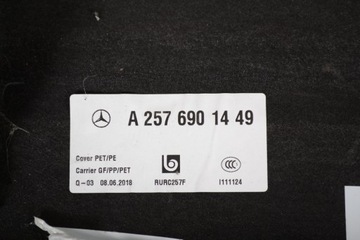 A 257 690 14 49
Cover PET/PE
Carrier GF/PP/PET
Q-03 08.06.2018 RURC257F I111124